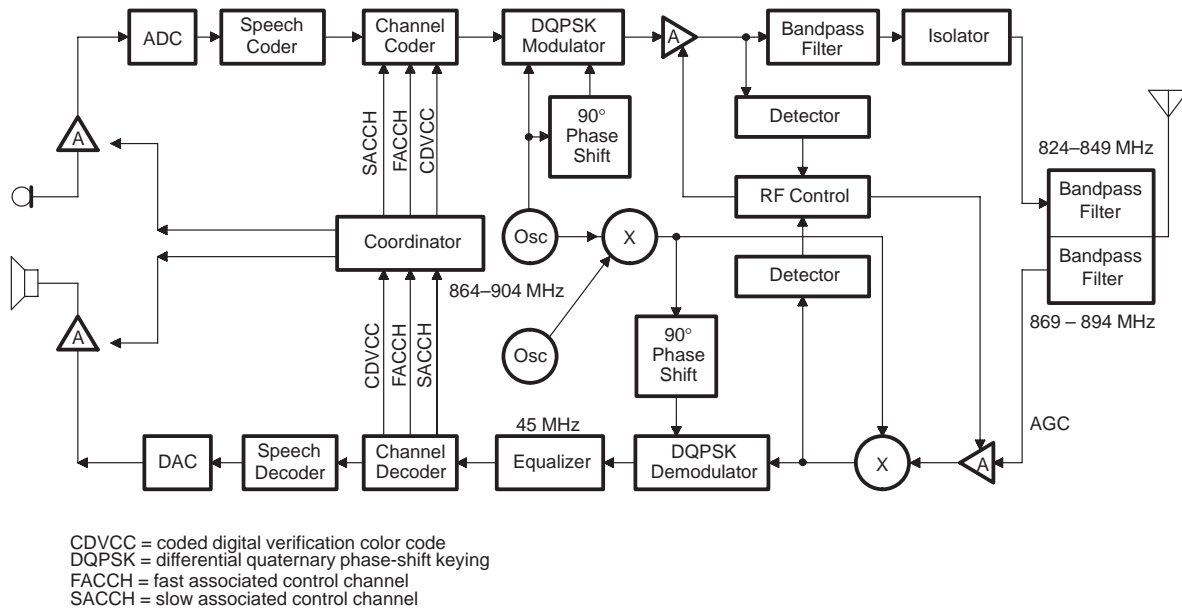 ADC
Speech
Coder
Channel
Coder
DQPSK
Modulator
A
Bandpass
Filter
Isolator
A
SACCH
FACCH
CDVCC
90°
Phase
Shift
Detector
824–849 MHz
RF Control
Bandpass
Filter
Bandpass
Filter
869 – 894 MHz
Coordinator
Osc
X
864–904 MHz
Detector
A
Osc
90°
Phase
Shift
CDVCC
FACCH
SACCH
AGC
45 MHz
DAC
Speech
Decoder
Channel
Decoder
Equalizer
DQPSK
Demodulator
X
A
CDVCC = coded digital verification color code
DQPSK = differential quaternary phase-shift keying
FACCH = fast associated control channel
SACCH = slow associated control channel